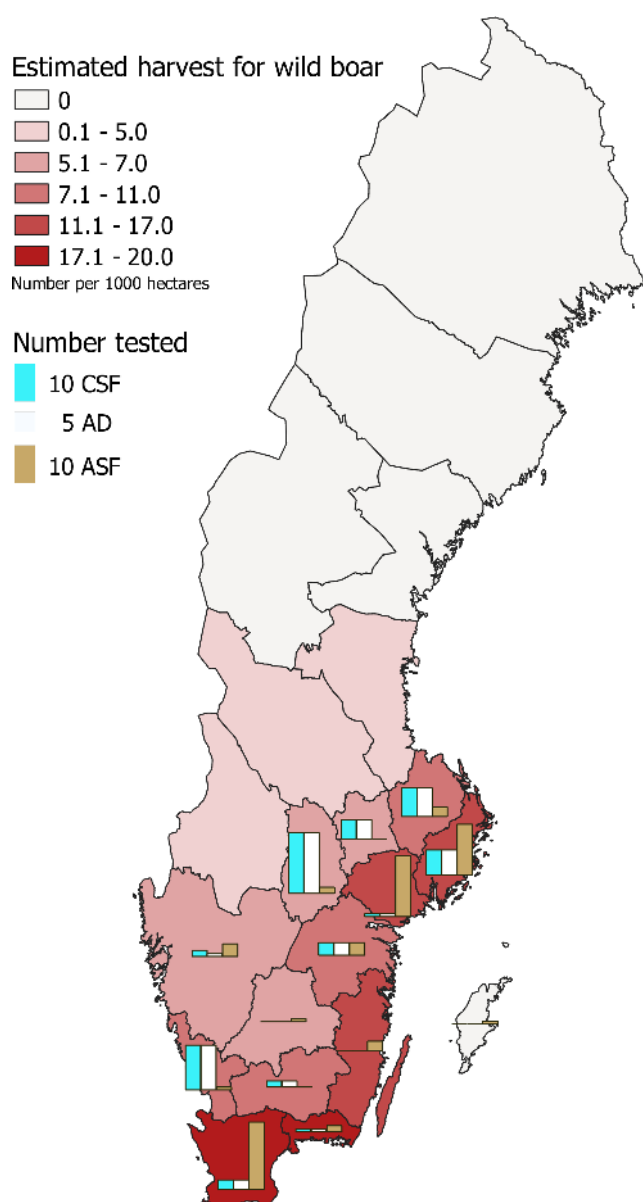 Estimated harvest for wild boar
0
0.1 - 5.0
5.1 - 7.0
7.1 - 11.0
11.1 - 17.0
17.1 - 20.0
Number per 1000 hectares
Number tested
10 CSF
5 AD
10 ASF